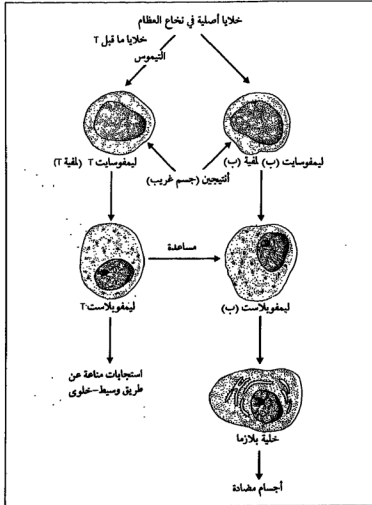 خلايا أصلية في نخاع العظام
خلايا ما قبل T
التيموس
ليمفوسايت (ب) لمفية (ب)
ليمفوسايت T (لمفية T)
أنتيجين (جسم غريب)
مساعدة
ليمفوبلاست (ب)
ليمفوبلاست T
استجابات مناعة عن
طريق وسيط-خلوى
خلية بلازما
أجسام مضادة